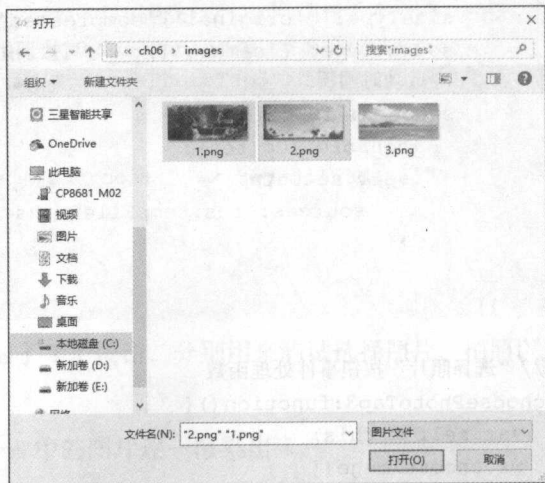 打开
« ch06 › images
搜索"images"
组织
新建文件夹
三星智能共享
OneDrive
此电脑
CP8681_M02
视频
图片
文档
下载
音乐
桌面
本地磁盘 (C:)
新加卷 (D:)
新加卷 (E:)
1.png
2.png
3.png
文件名(N):
"2.png" "1.png"
图片文件
打开(O)
取消